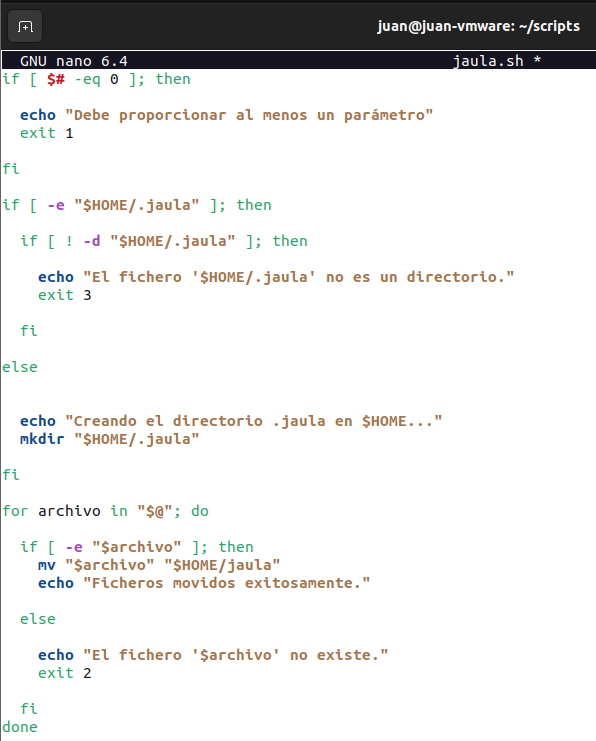 juan@juan-vmware: ~/scripts
GNU nano 6.4 jaula.sh *
if [ $# -eq 0 ]; then
echo "Debe proporcionar al menos un parámetro"
exit 1
fi
if [ -e "$HOME/.jaula" ]; then
if [ ! -d "$HOME/.jaula" ]; then
echo "El fichero '$HOME/.jaula' no es un directorio."
exit 3
fi
else
echo "Creando el directorio .jaula en $HOME..."
mkdir "$HOME/.jaula"
fi
for archivo in "$@"; do
if [ -e "$archivo" ]; then
mv "$archivo" "$HOME/jaula"
echo "Ficheros movidos exitosamente."
else
echo "El fichero '$archivo' no existe."
exit 2
fi
done